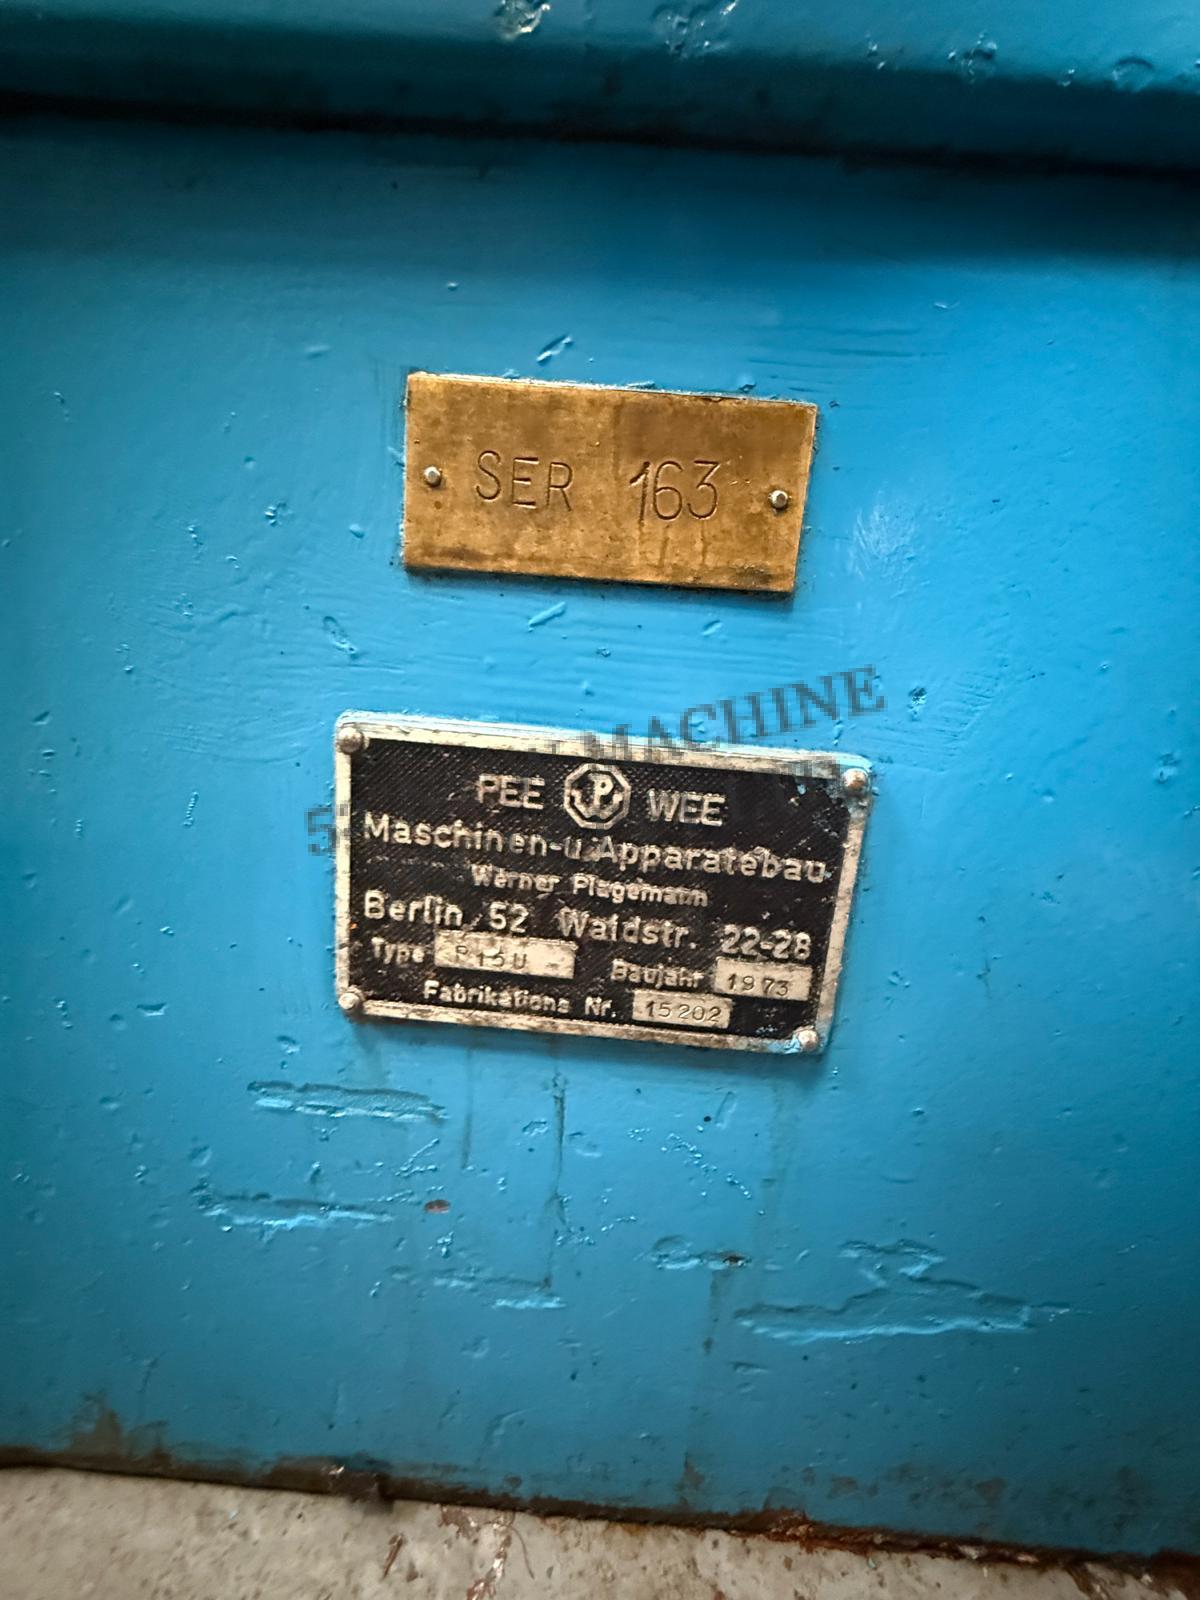 SER 163
MACHINE
PEE WEE
Maschinen-u. Apparatebau
Werner Plagemann
Berlin 52 Waldstr. 22-28
Type P15U Baujahr 1973
Fabrikations Nr. 15202